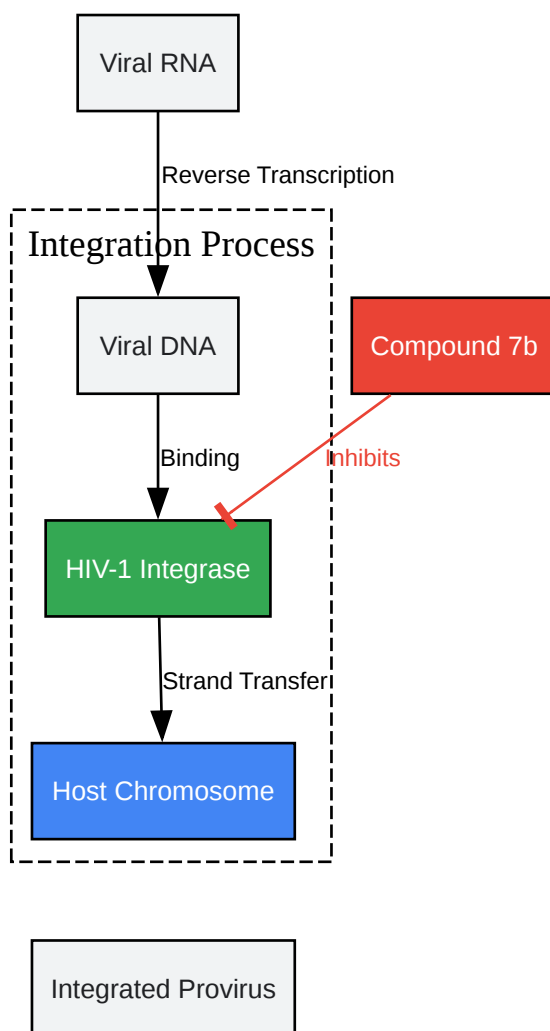 Viral RNA
Reverse Transcription
Integration Process
Viral DNA
Compound 7b
Binding
Inhibits
HIV-1 Integrase
Strand Transfer
Host Chromosome
Integrated Provirus